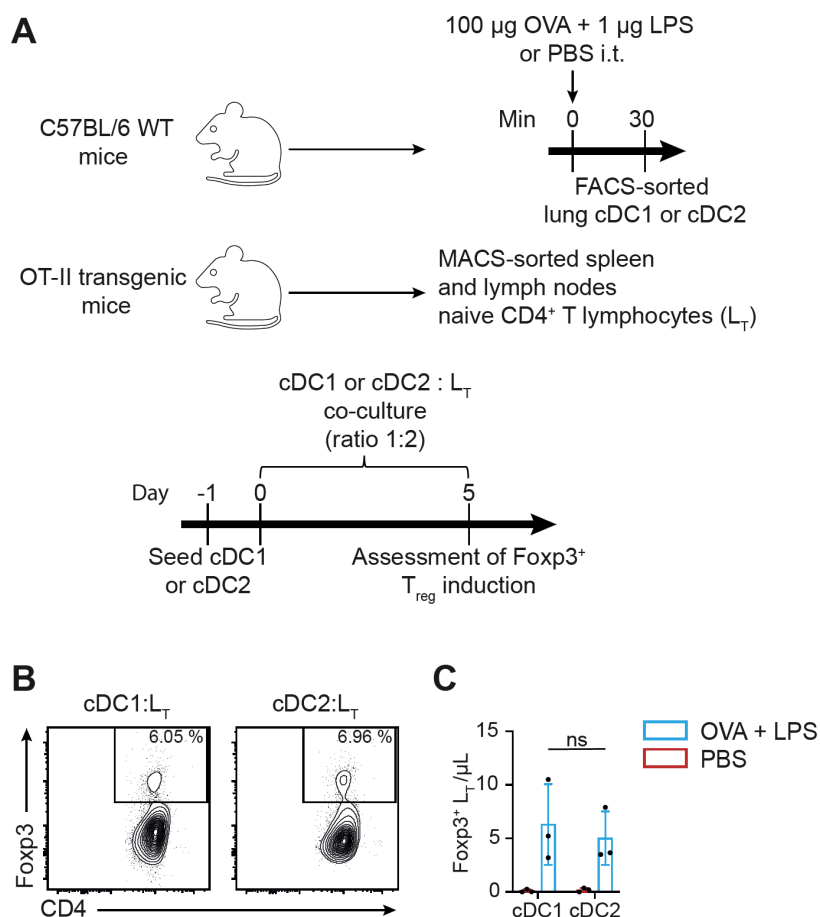 A
100 µg OVA + 1 µg LPS
or PBS i.t.
C57BL/6 WT
mice
Min 0 30
FACS-sorted
lung cDC1 or cDC2
OT-II transgenic
mice
MACS-sorted spleen
and lymph nodes
naive CD4⁺ T lymphocytes (L_T)
cDC1 or cDC2 : L_T
co-culture
(ratio 1:2)
Day -1 0 5
Seed cDC1
or cDC2
Assessment of Foxp3⁺
T_reg induction
B
cDC1:L_T
cDC2:L_T
6.05 %
6.96 %
Foxp3
CD4
C
15
10
5
0
Foxp3⁺ L_T/µL
ns
cDC1 cDC2
OVA + LPS
PBS